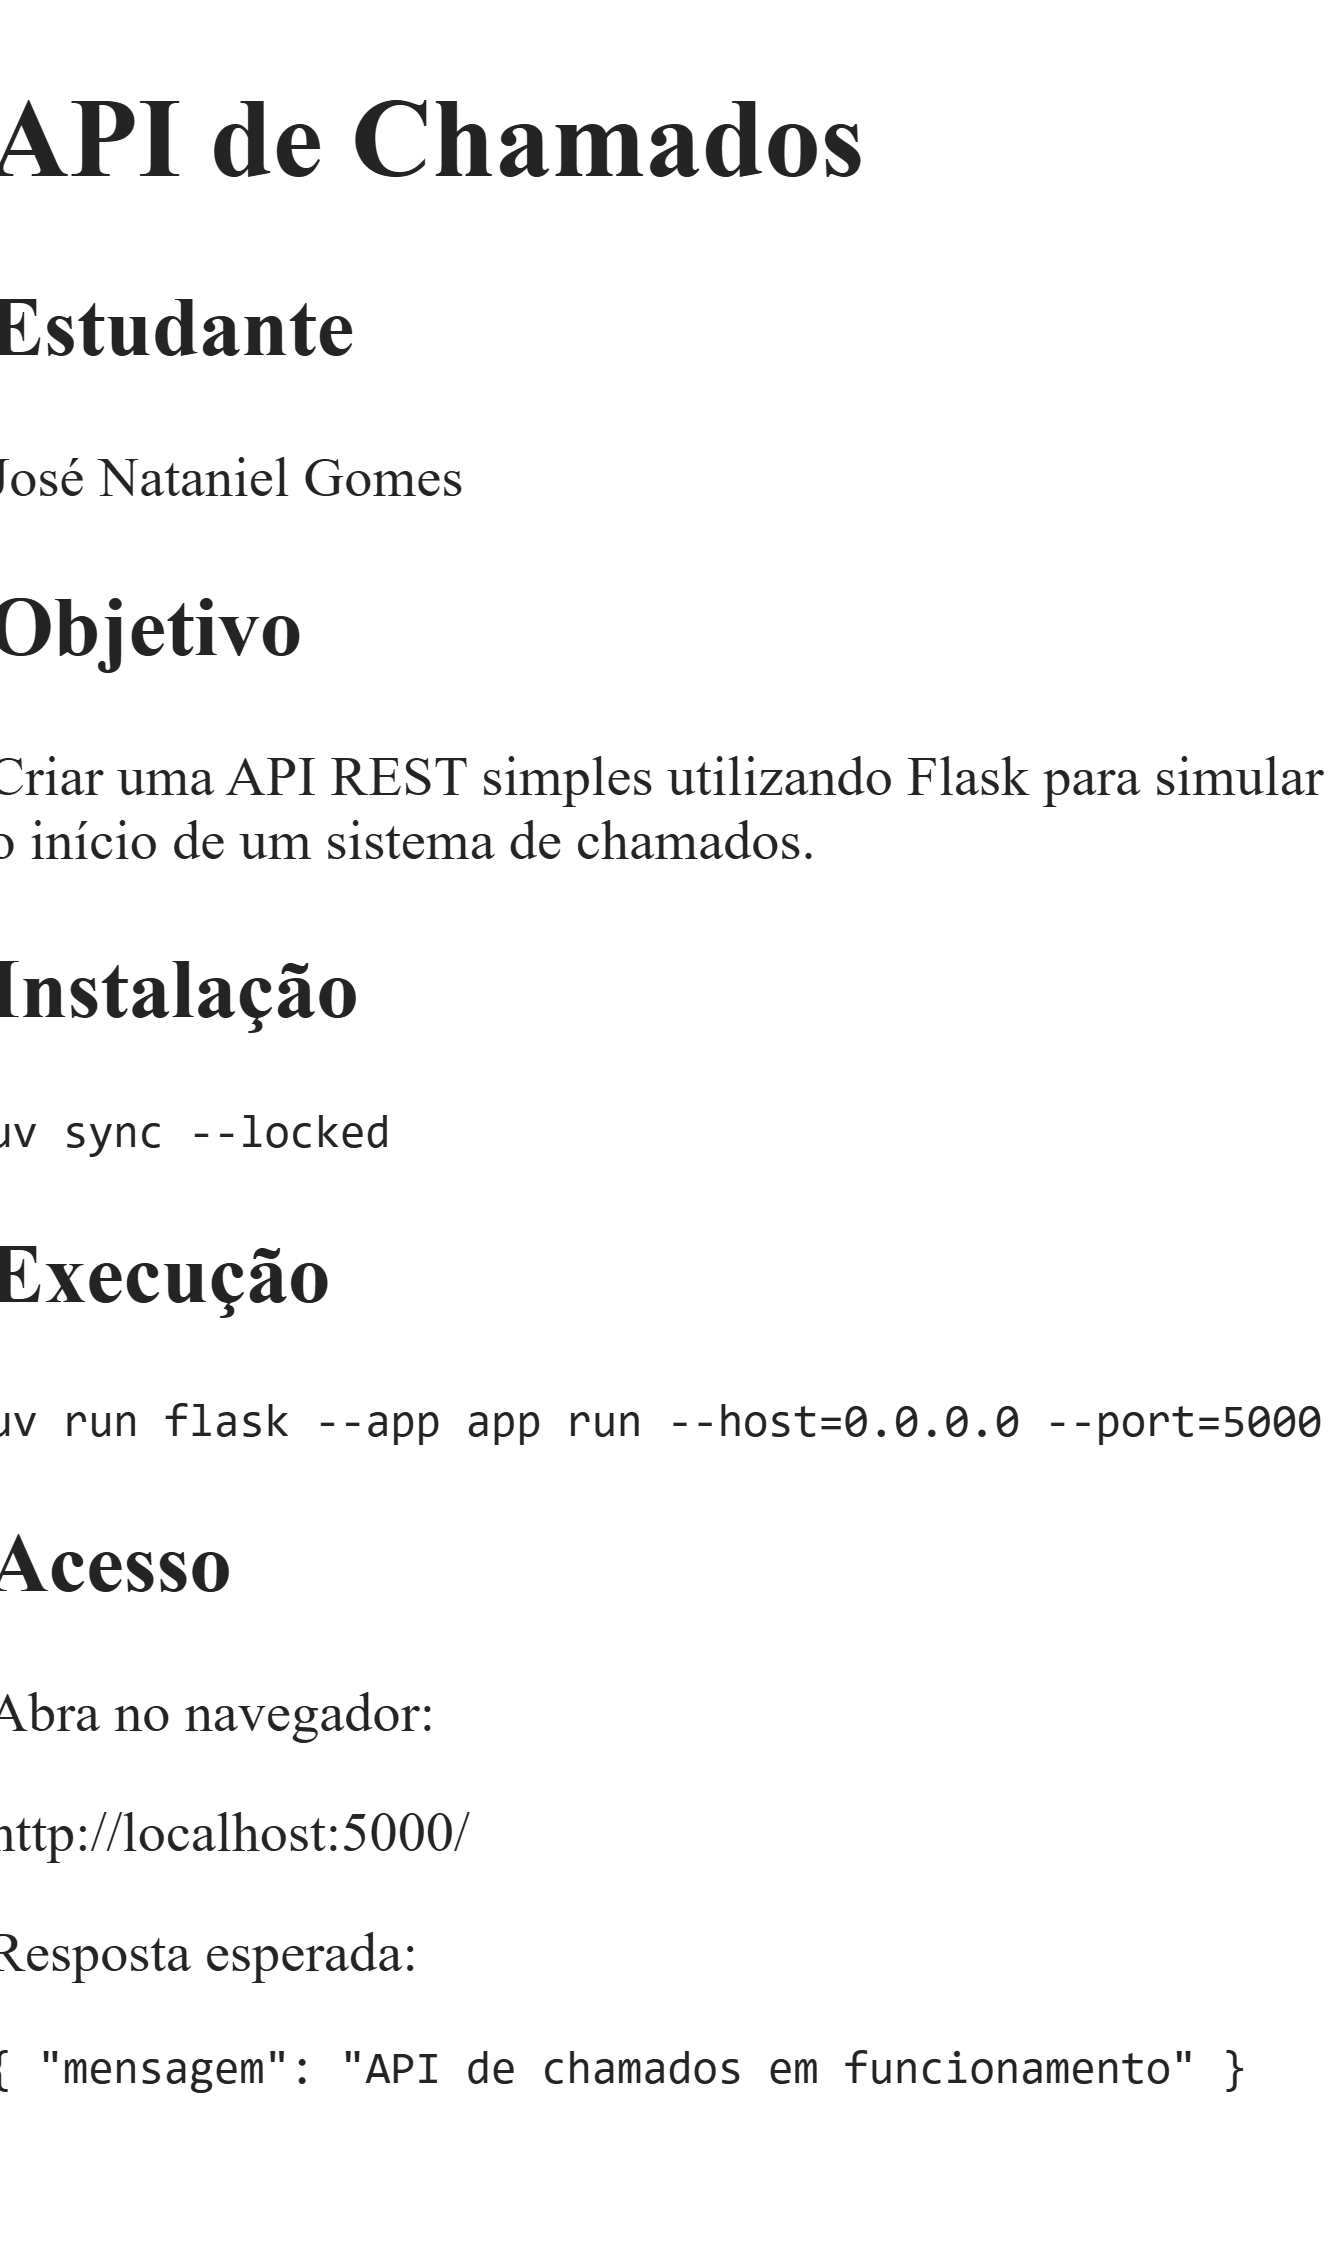 API de Chamados
Estudante
José Nataniel Gomes
Objetivo
Criar uma API REST simples utilizando Flask para simular
o início de um sistema de chamados.
Instalação
uv sync --locked
Execução
uv run flask --app app run --host=0.0.0.0 --port=5000
Acesso
Abra no navegador:
http://localhost:5000/
Resposta esperada:
{ "mensagem": "API de chamados em funcionamento" }